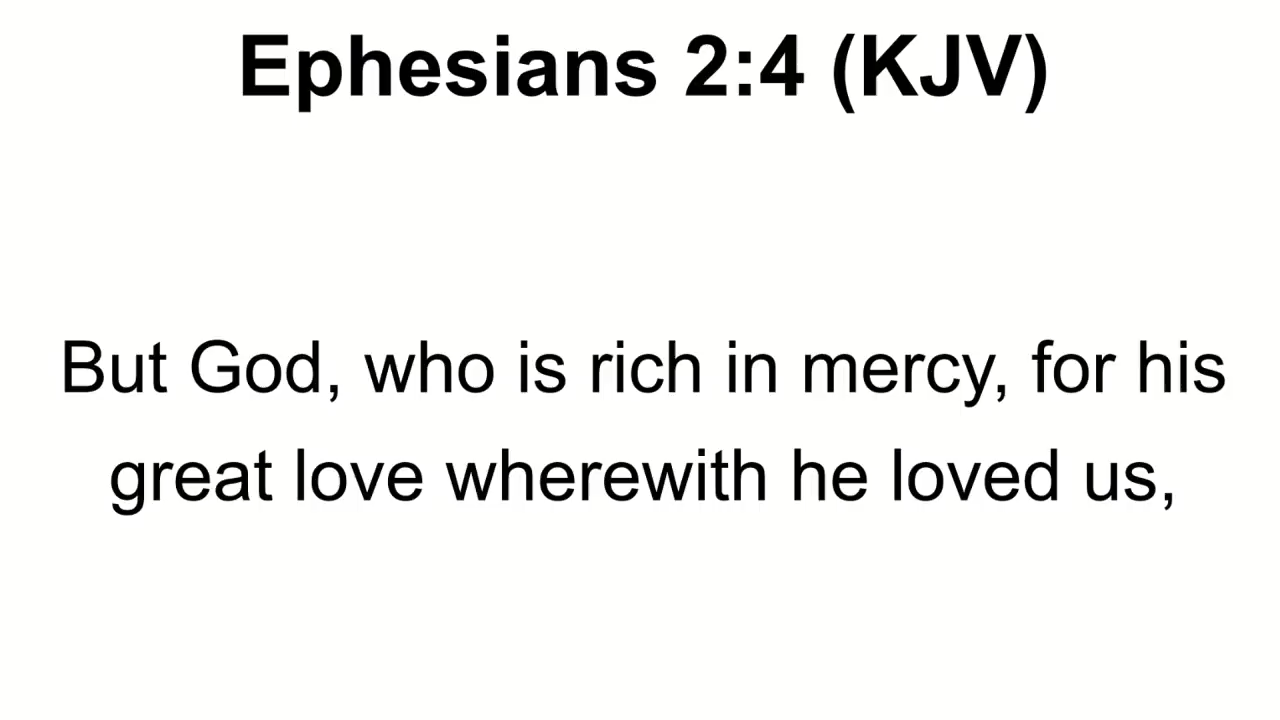 Ephesians 2:4 (KJV)
But God, who is rich in mercy, for his
great love wherewith he loved us,